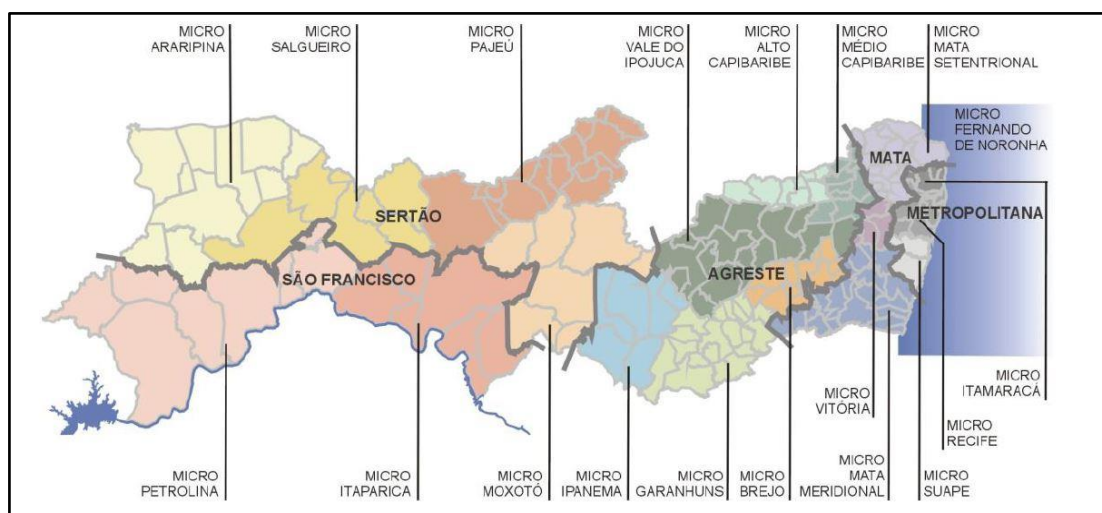 MICRO
ARARIPINA
MICRO
SALGUEIRO
MICRO
PAJEÚ
MICRO
VALE DO
IPOJUCA
MICRO
ALTO
CAPIBARIBE
MICRO
MÉDIO
CAPIBARIBE
MICRO
MATA
SETENTRIONAL
MICRO
FERNANDO
DE NORONHA
MATA
METROPOLITANA
SERTÃO
SÃO FRANCISCO
AGRESTE
MICRO
ITAMARACÁ
MICRO
VITÓRIA
MICRO
RECIFE
MICRO
PETROLINA
MICRO
ITAPARICA
MICRO
MOXOTÓ
MICRO
IPANEMA
MICRO
GARANHUNS
MICRO
BREJO
MICRO
MATA
MERIDIONAL
MICRO
SUAPE